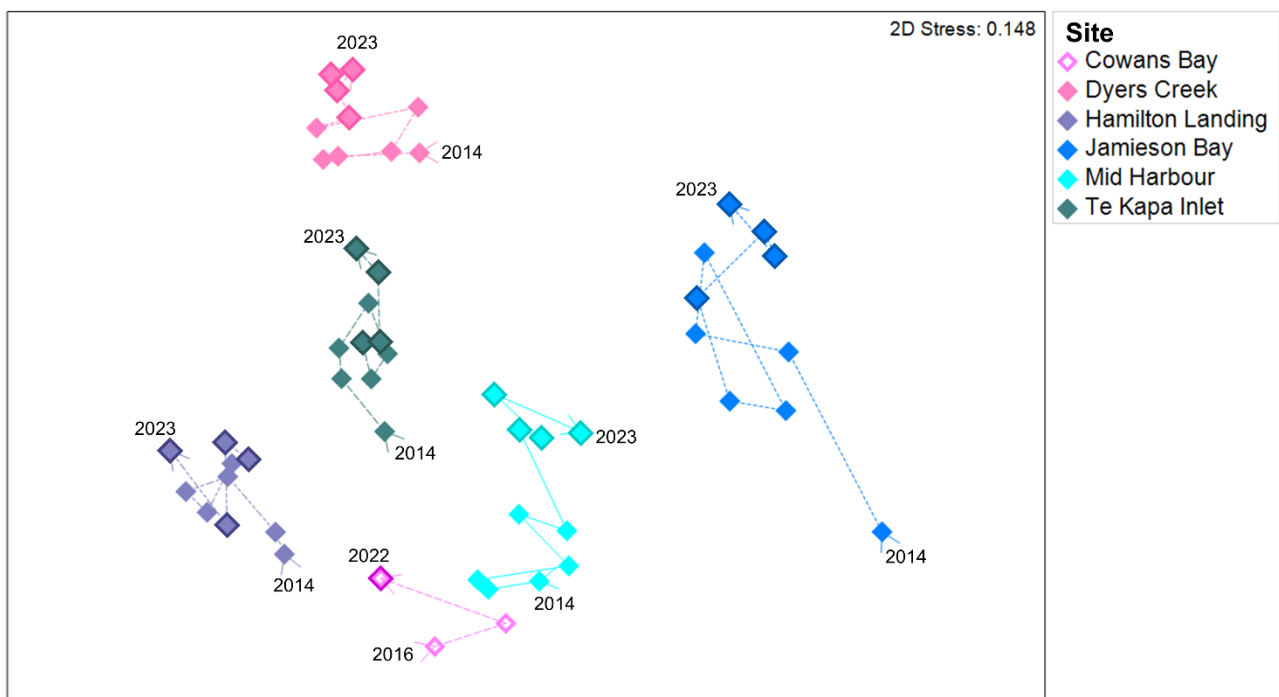 2D Stress: 0.148
2023
2014
2023
2023
2014
2023
2014
2023
2014
2022
2014
2016
2014
Site
Cowans Bay
Dyers Creek
Hamilton Landing
Jamieson Bay
Mid Harbour
Te Kapa Inlet